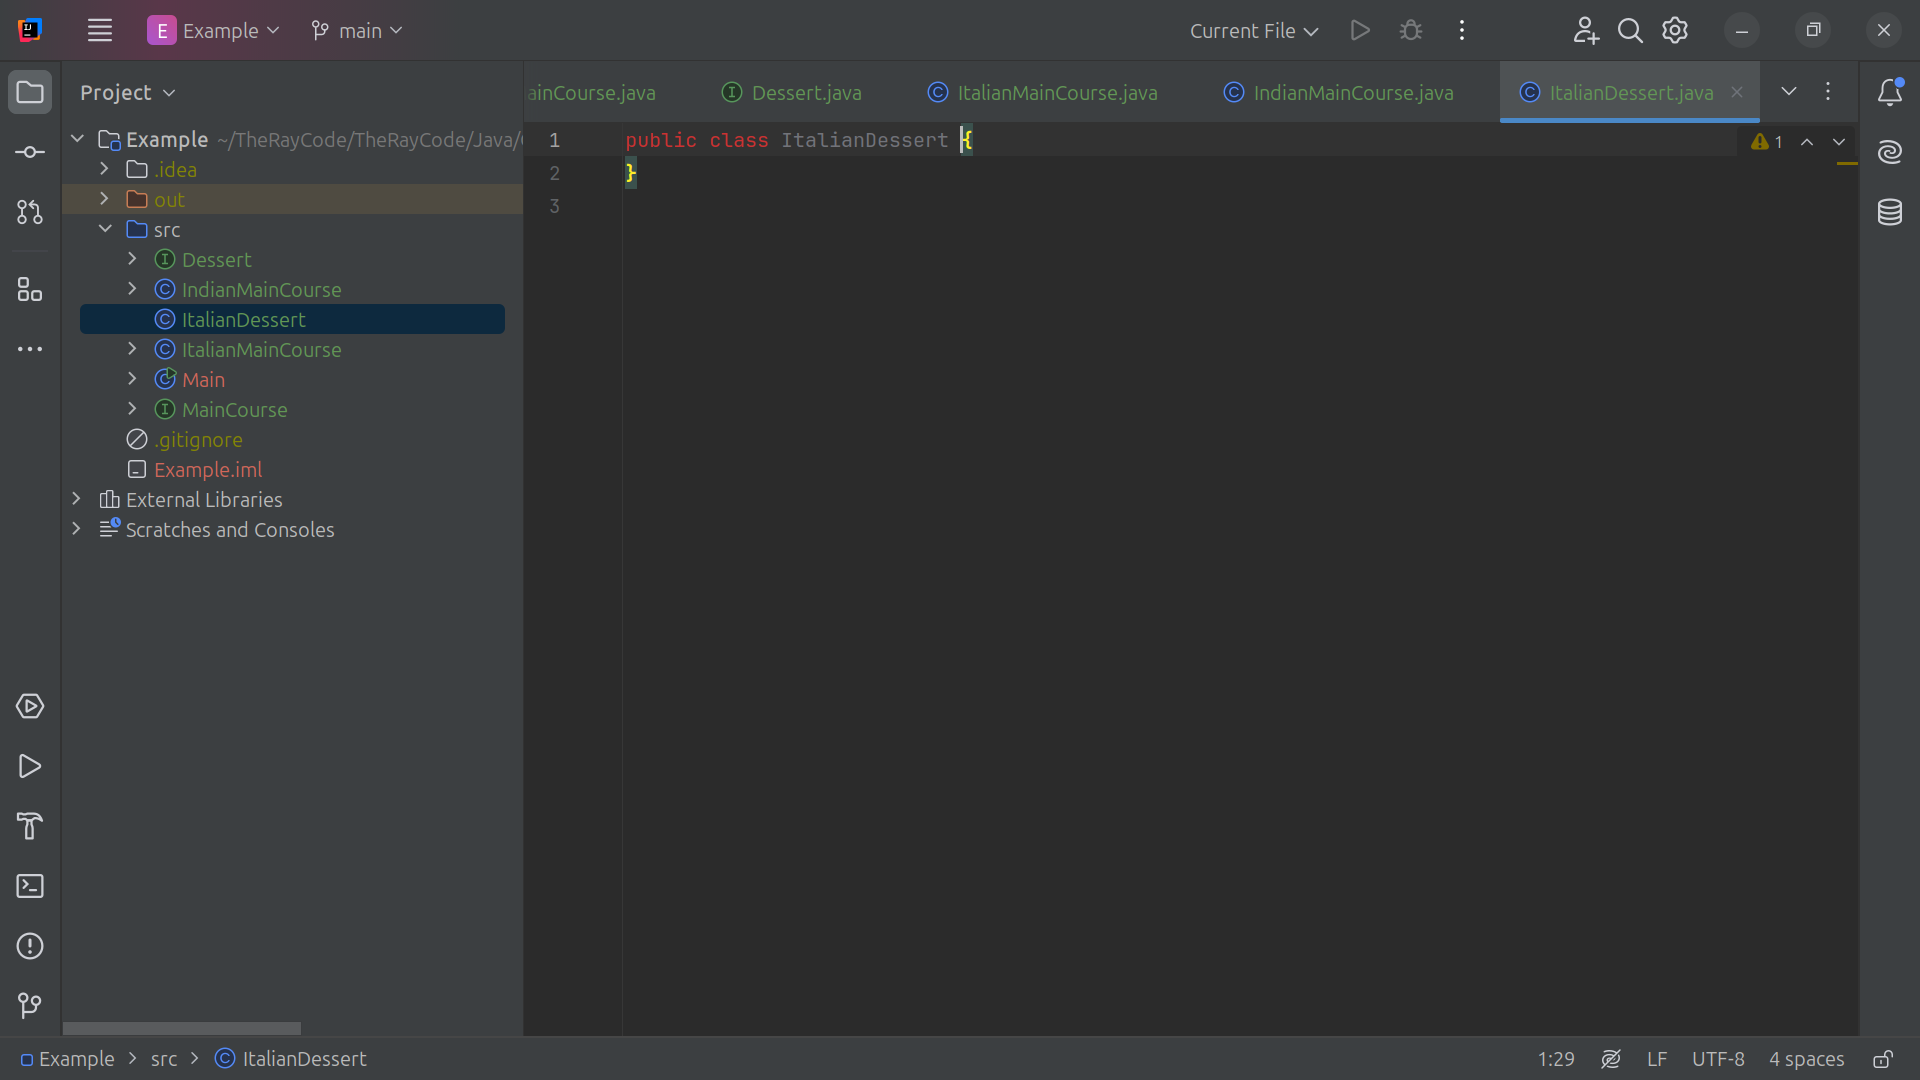 E Example main Current File
Project
ainCourse.java Dessert.java ItalianMainCourse.java IndianMainCourse.java ItalianDessert.java
Example ~/TheRayCode/TheRayCode/Java/
.idea
out
src
Dessert
IndianMainCourse
ItalianDessert
ItalianMainCourse
Main
MainCourse
.gitignore
Example.iml
External Libraries
Scratches and Consoles
1 public class ItalianDessert {
2 }
3
1
Example > src > ItalianDessert
1:29 LF UTF-8 4 spaces